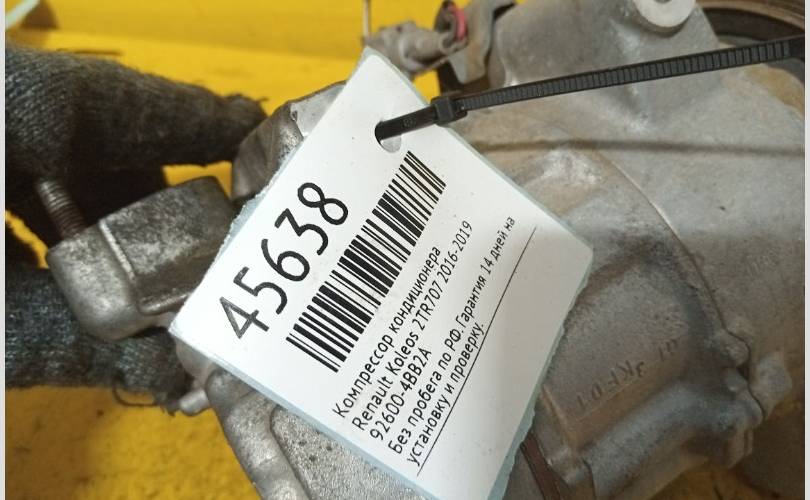 45638
Компрессор кондиционера
Renault Koleos 2TR707 2016-2019
92600-4BB2A
Без пробега по РФ. Гарантия 14 дней на
установку и проверку.